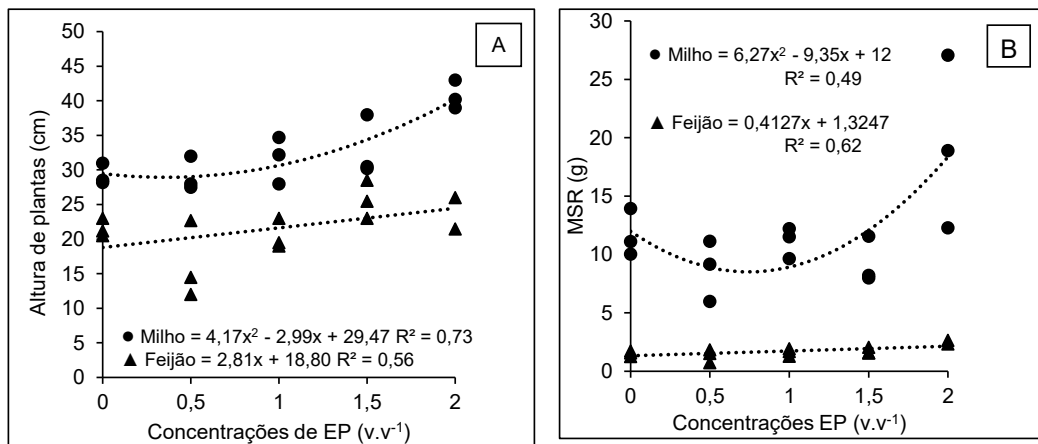 A
Altura de plantas (cm)
50
45
40
35
30
25
20
15
10
5
0
● Milho = 4,17x² - 2,99x + 29,47 R² = 0,73
▲ Feijão = 2,81x + 18,80 R² = 0,56
0 0,5 1 1,5 2
Concentrações de EP (v.v⁻¹)
B
MSR (g)
30
25
20
15
10
5
0
● Milho = 6,27x² - 9,35x + 12
R² = 0,49
▲ Feijão = 0,4127x + 1,3247
R² = 0,62
0 0,5 1 1,5 2
Concentrações EP (v.v⁻¹)